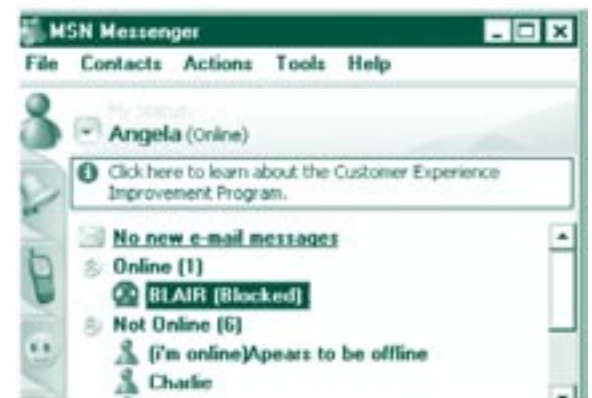 MSN Messenger
File Contacts Actions Tools Help
My Status
Angela (Online)
Click here to learn about the Customer Experience
Improvement Program.
No new e-mail messages
Online (1)
BLAIR (Blocked)
Not Online (6)
(i'm online)Apears to be offline
Charlie